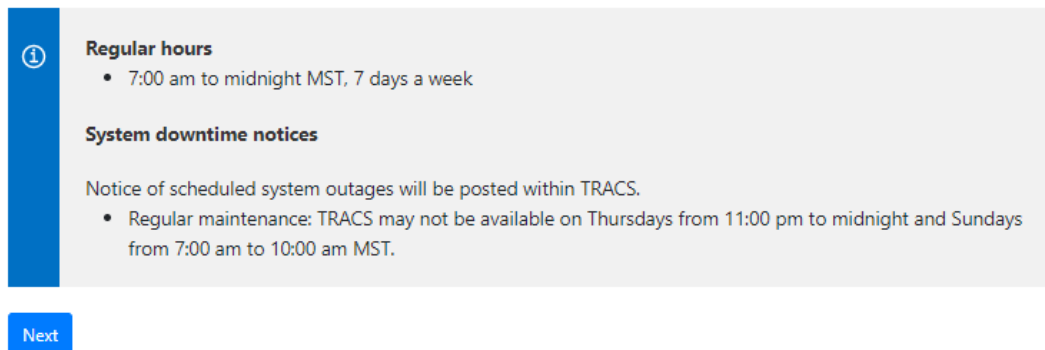 Regular hours
• 7:00 am to midnight MST, 7 days a week
System downtime notices
Notice of scheduled system outages will be posted within TRACS.
• Regular maintenance: TRACS may not be available on Thursdays from 11:00 pm to midnight and Sundays
from 7:00 am to 10:00 am MST.
Next